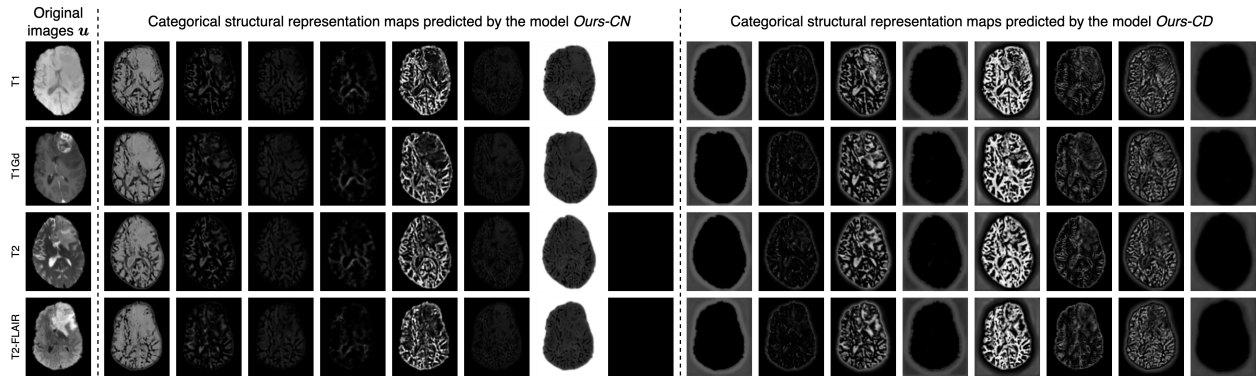 Original
images u
Categorical structural representation maps predicted by the model Ours-CN
Categorical structural representation maps predicted by the model Ours-CD
T1
T1Gd
T2
T2-FLAIR